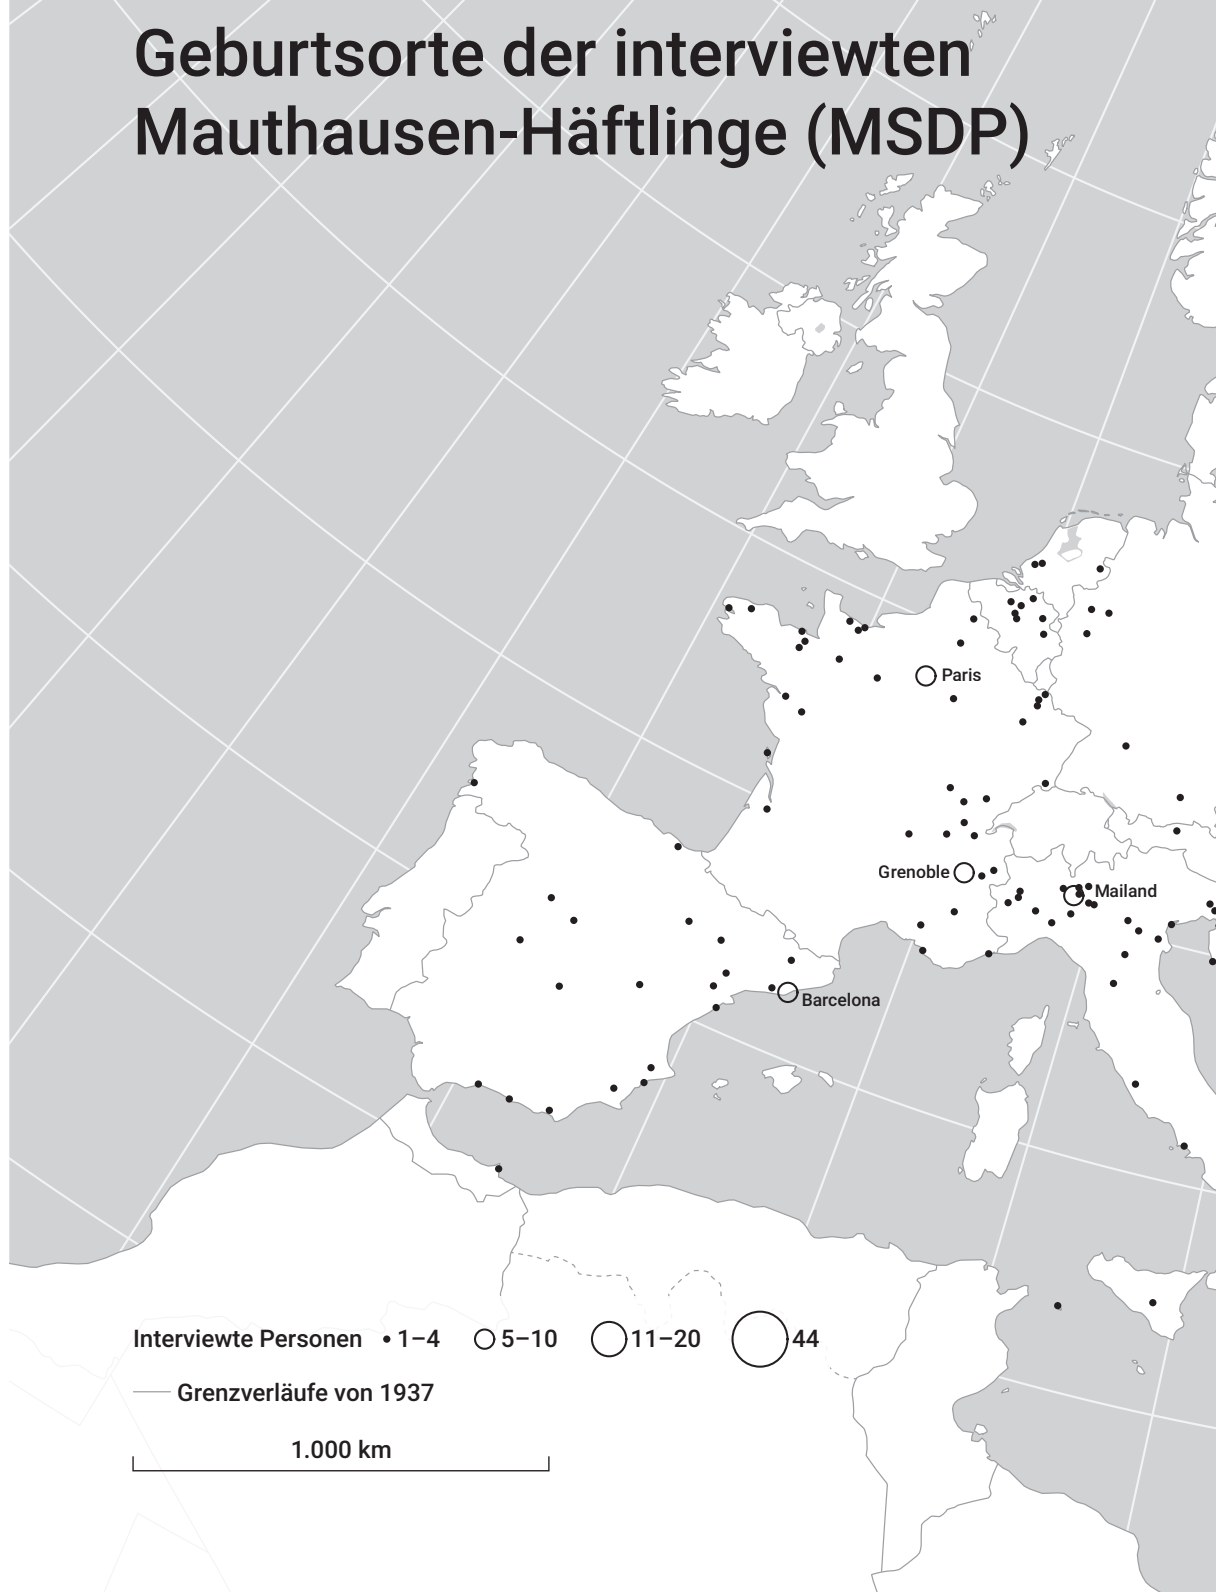 Geburtsorte der interviewten
Mauthausen-Häftlinge (MSDP)
Paris
Grenoble
Mailand
Barcelona
Interviewte Personen 1–4 5–10 11–20 44
Grenzverläufe von 1937
1.000 km